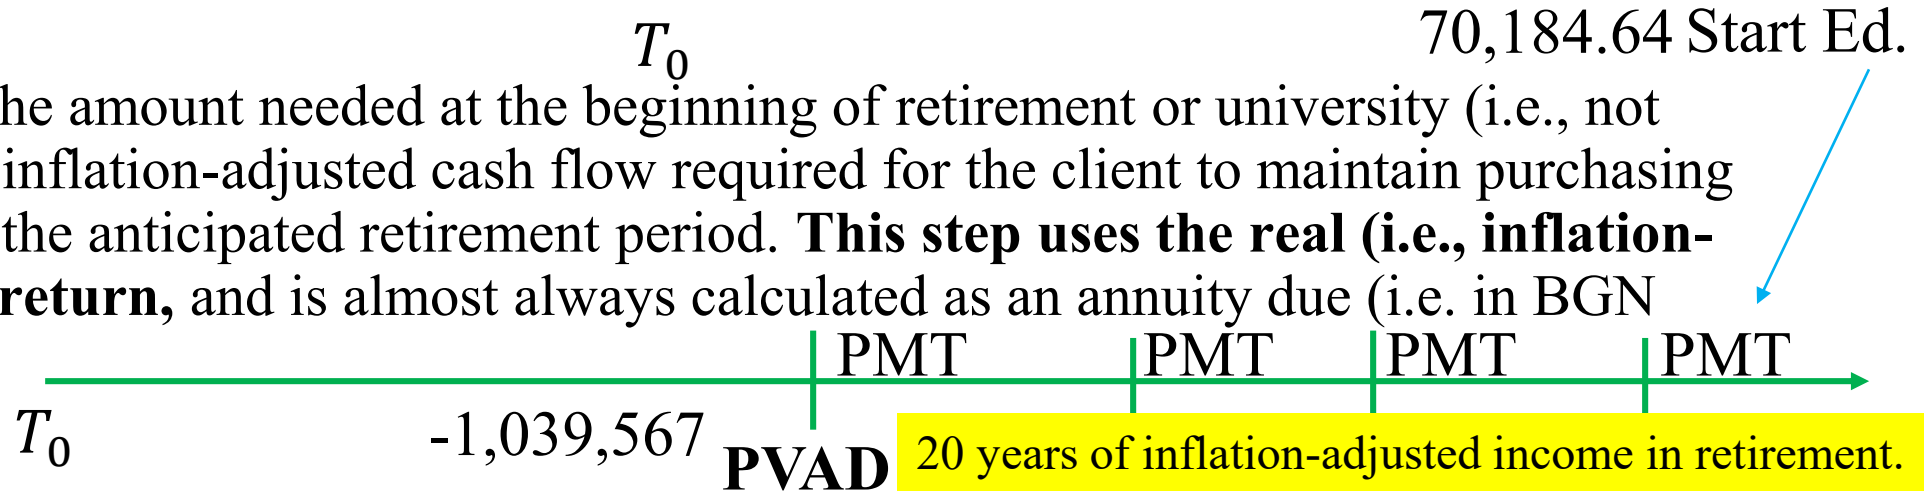 T0
70,184.64 Start Ed.
he amount needed at the beginning of retirement or university (i.e., not
inflation-adjusted cash flow required for the client to maintain purchasing
the anticipated retirement period. This step uses the real (i.e., inflation-
return, and is almost always calculated as an annuity due (i.e. in BGN
PMT PMT PMT PMT
T0 -1,039,567 PVAD 20 years of inflation-adjusted income in retirement.